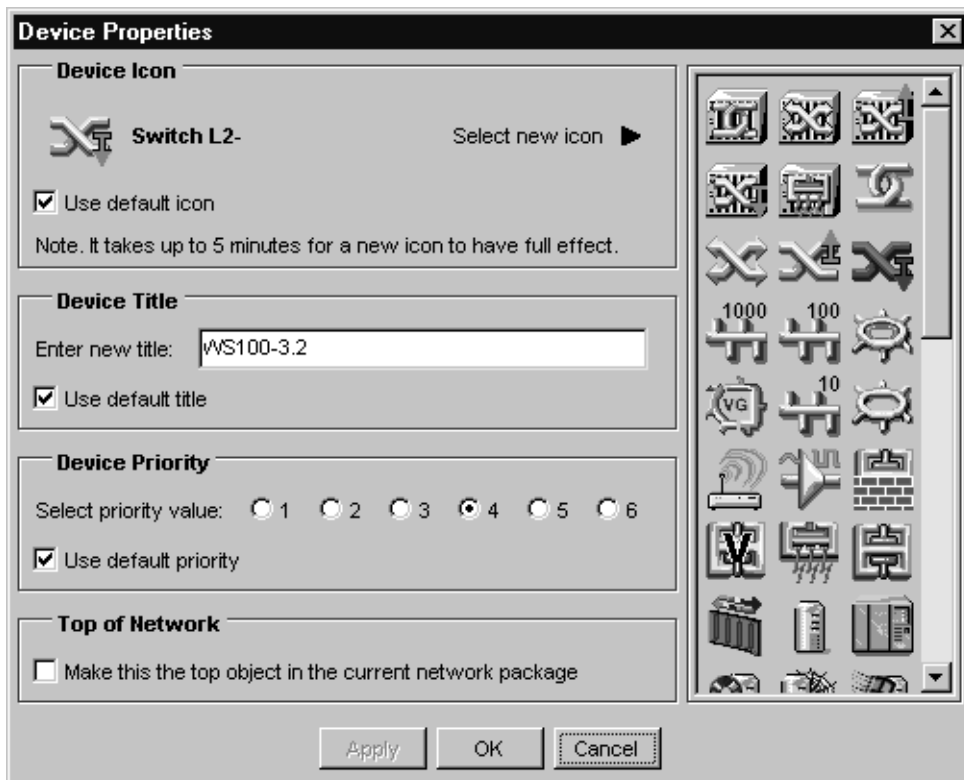 Device Properties
Device Icon
Switch L2-
Select new icon
Use default icon
Note. It takes up to 5 minutes for a new icon to have full effect.
Device Title
Enter new title: WS100-3.2
Use default title
Device Priority
Select priority value: 1 2 3 4 5 6
Use default priority
Top of Network
Make this the top object in the current network package
1000 100
VG 10
V
Apply OK Cancel